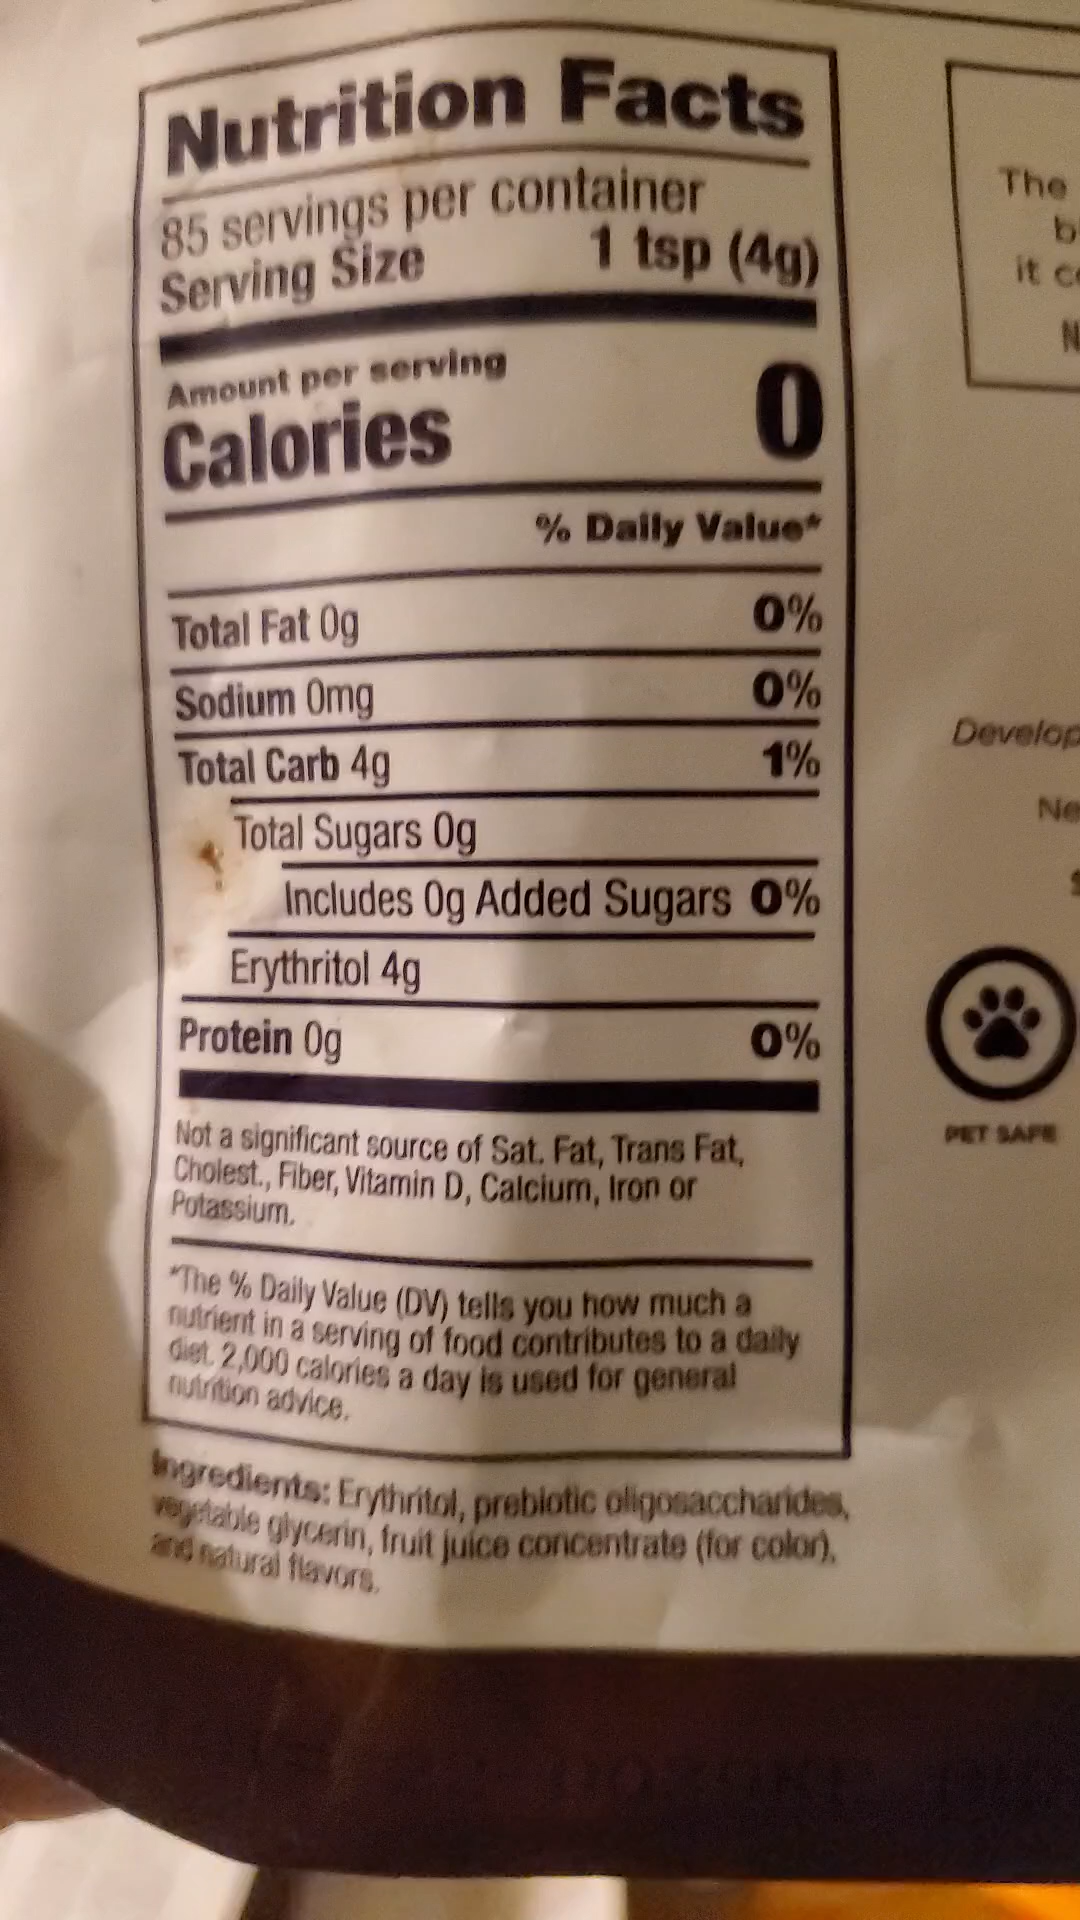 Nutrition Facts
85 servings per container
Serving Size 1 tsp (4g)
Amount per serving
Calories 0
% Daily Value*
Total Fat 0g 0%
Sodium 0mg 0%
Total Carb 4g 1%
Total Sugars 0g
Includes 0g Added Sugars 0%
Erythritol 4g
Protein 0g 0%
Not a significant source of Sat. Fat, Trans Fat,
Cholest., Fiber, Vitamin D, Calcium, Iron or
Potassium.
*The % Daily Value (DV) tells you how much a
nutrient in a serving of food contributes to a daily
diet. 2,000 calories a day is used for general
nutrition advice.
Ingredients: Erythritol, prebiotic oligosaccharides,
vegetable glycerin, fruit juice concentrate (for color),
and natural flavors.
The
it
PET SAFE